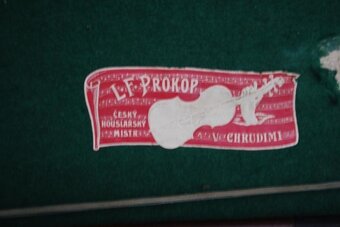 L.F. PROKOP
ČESKÝ
HOUSLAŘSKÝ
MISTR
V CHRUDIMI